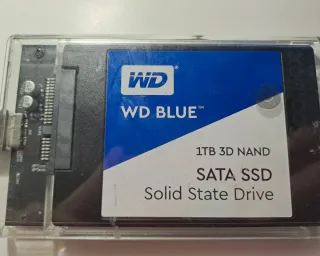 WD
WD BLUE™
1TB 3D NAND
SATA SSD
Solid State Drive